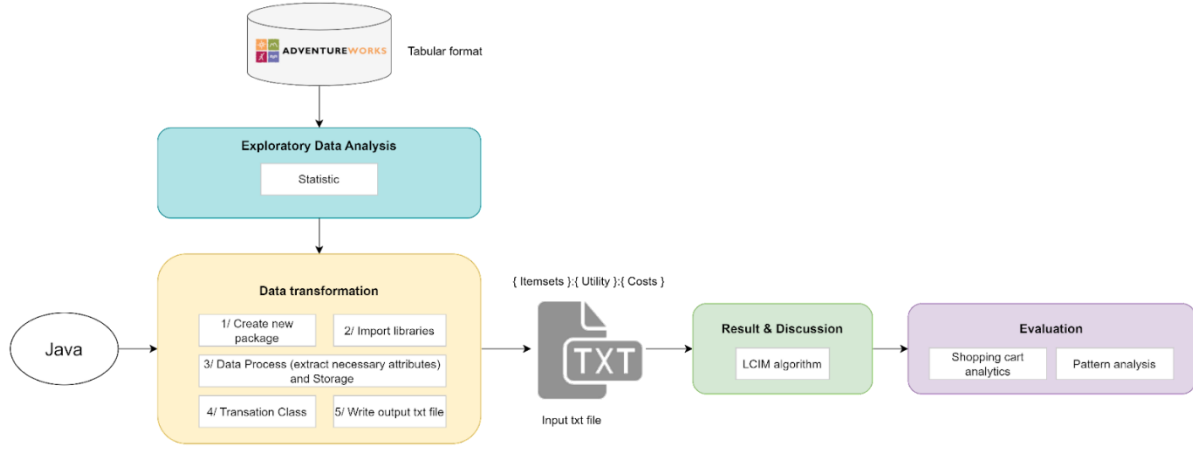 ADVENTUREWORKS
Tabular format
Exploratory Data Analysis
Statistic
Data transformation
1/ Create new
package
2/ Import libraries
3/ Data Process (extract necessary attributes)
and Storage
4/ Transation Class
5/ Write output txt file
Java
{ Itemsets }:{ Utility }:{ Costs }
TXT
Input txt file
Result & Discussion
LCIM algorithm
Evaluation
Shopping cart
analytics
Pattern analysis